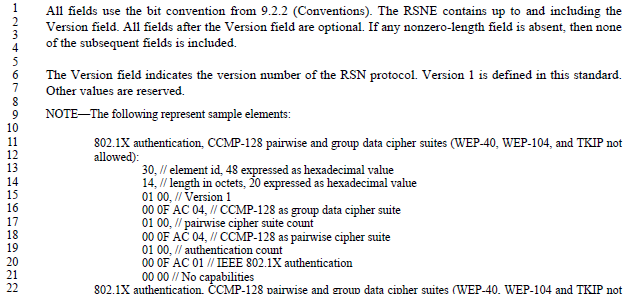 1 All fields use the bit convention from 9.2.2 (Conventions). The RSNE contains up to and including the
2 Version field. All fields after the Version field are optional. If any nonzero-length field is absent, then none
3
4 of the subsequent fields is included.
5
6 The Version field indicates the version number of the RSN protocol. Version 1 is defined in this standard.
7 Other values are reserved.
8
9 NOTE—The following represent sample elements:
10
11 802.1X authentication, CCMP-128 pairwise and group data cipher suites (WEP-40, WEP-104, and TKIP not
12 allowed):
13 30, // element id, 48 expressed as hexadecimal value
14 14, // length in octets, 20 expressed as hexadecimal value
15 01 00, // Version 1
16 00 0F AC 04, // CCMP-128 as group data cipher suite
17 01 00, // pairwise cipher suite count
18 00 0F AC 04, // CCMP-128 as pairwise cipher suite
19 01 00, // authentication count
20 00 0F AC 01 // IEEE 802.1X authentication
21 00 00 // No capabilities
22 802.1X authentication, CCMP-128 pairwise and group data cipher suites (WEP-40, WEP-104 and TKIP not